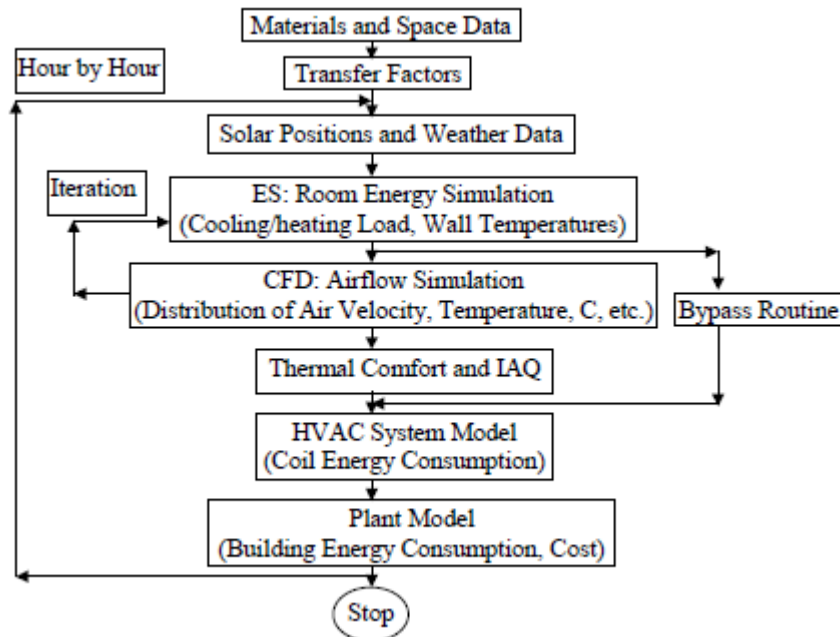 Materials and Space Data
Hour by Hour
Transfer Factors
Solar Positions and Weather Data
Iteration
ES: Room Energy Simulation
(Cooling/heating Load, Wall Temperatures)
CFD: Airflow Simulation
(Distribution of Air Velocity, Temperature, C, etc.)
Bypass Routine
Thermal Comfort and IAQ
HVAC System Model
(Coil Energy Consumption)
Plant Model
(Building Energy Consumption, Cost)
Stop